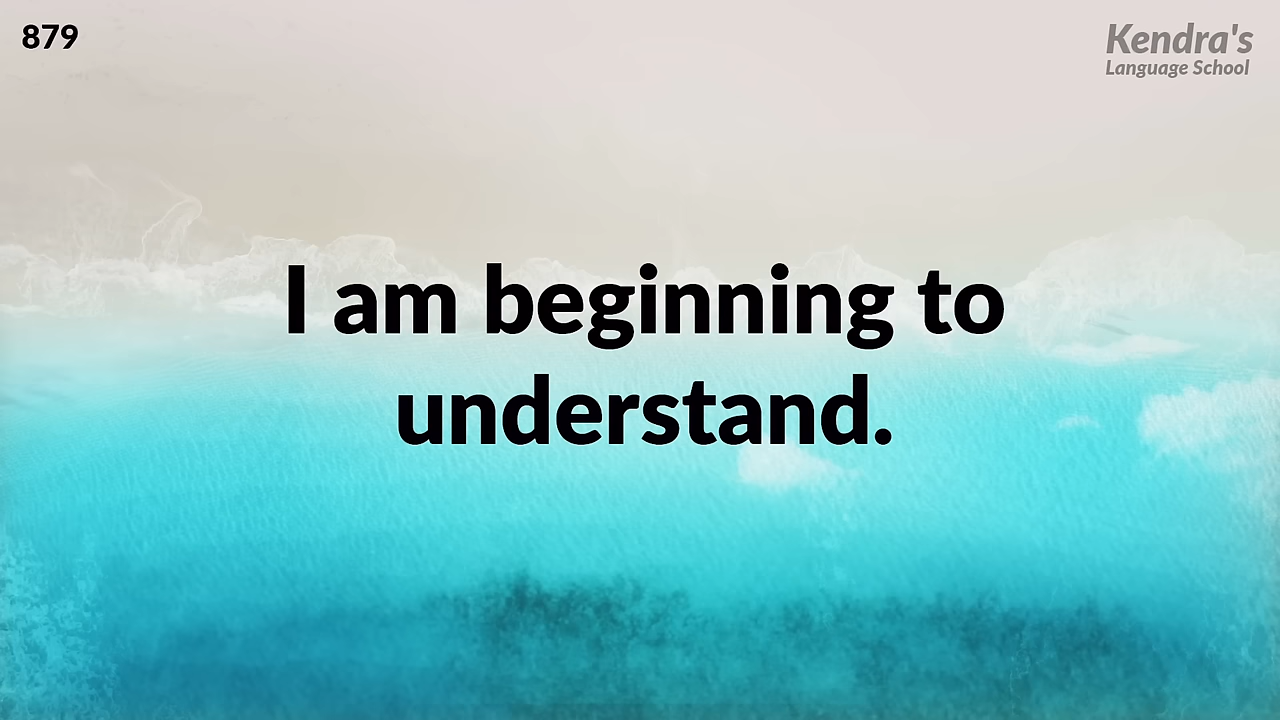 879
Kendra's
Language School
I am beginning to
understand.